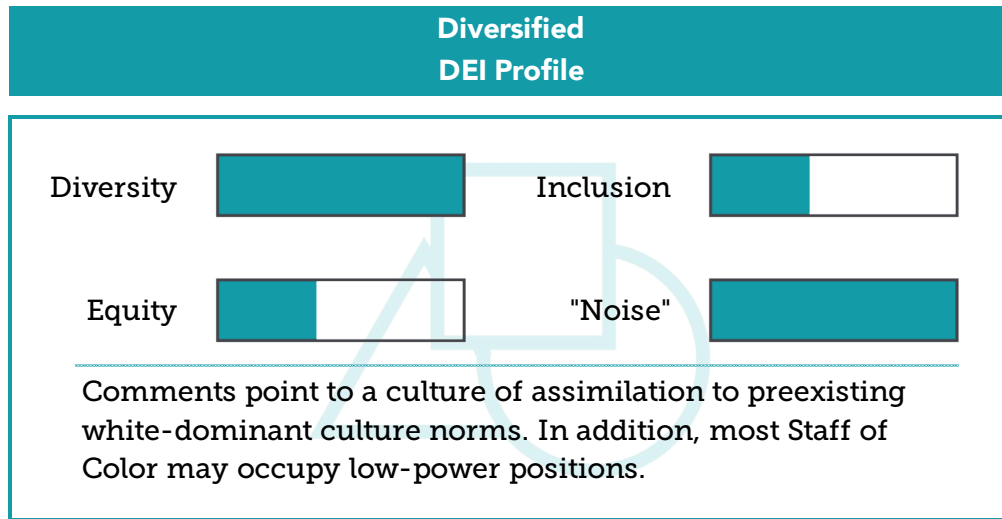 Diversified
DEI Profile
Diversity
Inclusion
Equity
"Noise"
Comments point to a culture of assimilation to preexisting
white-dominant culture norms. In addition, most Staff of
Color may occupy low-power positions.